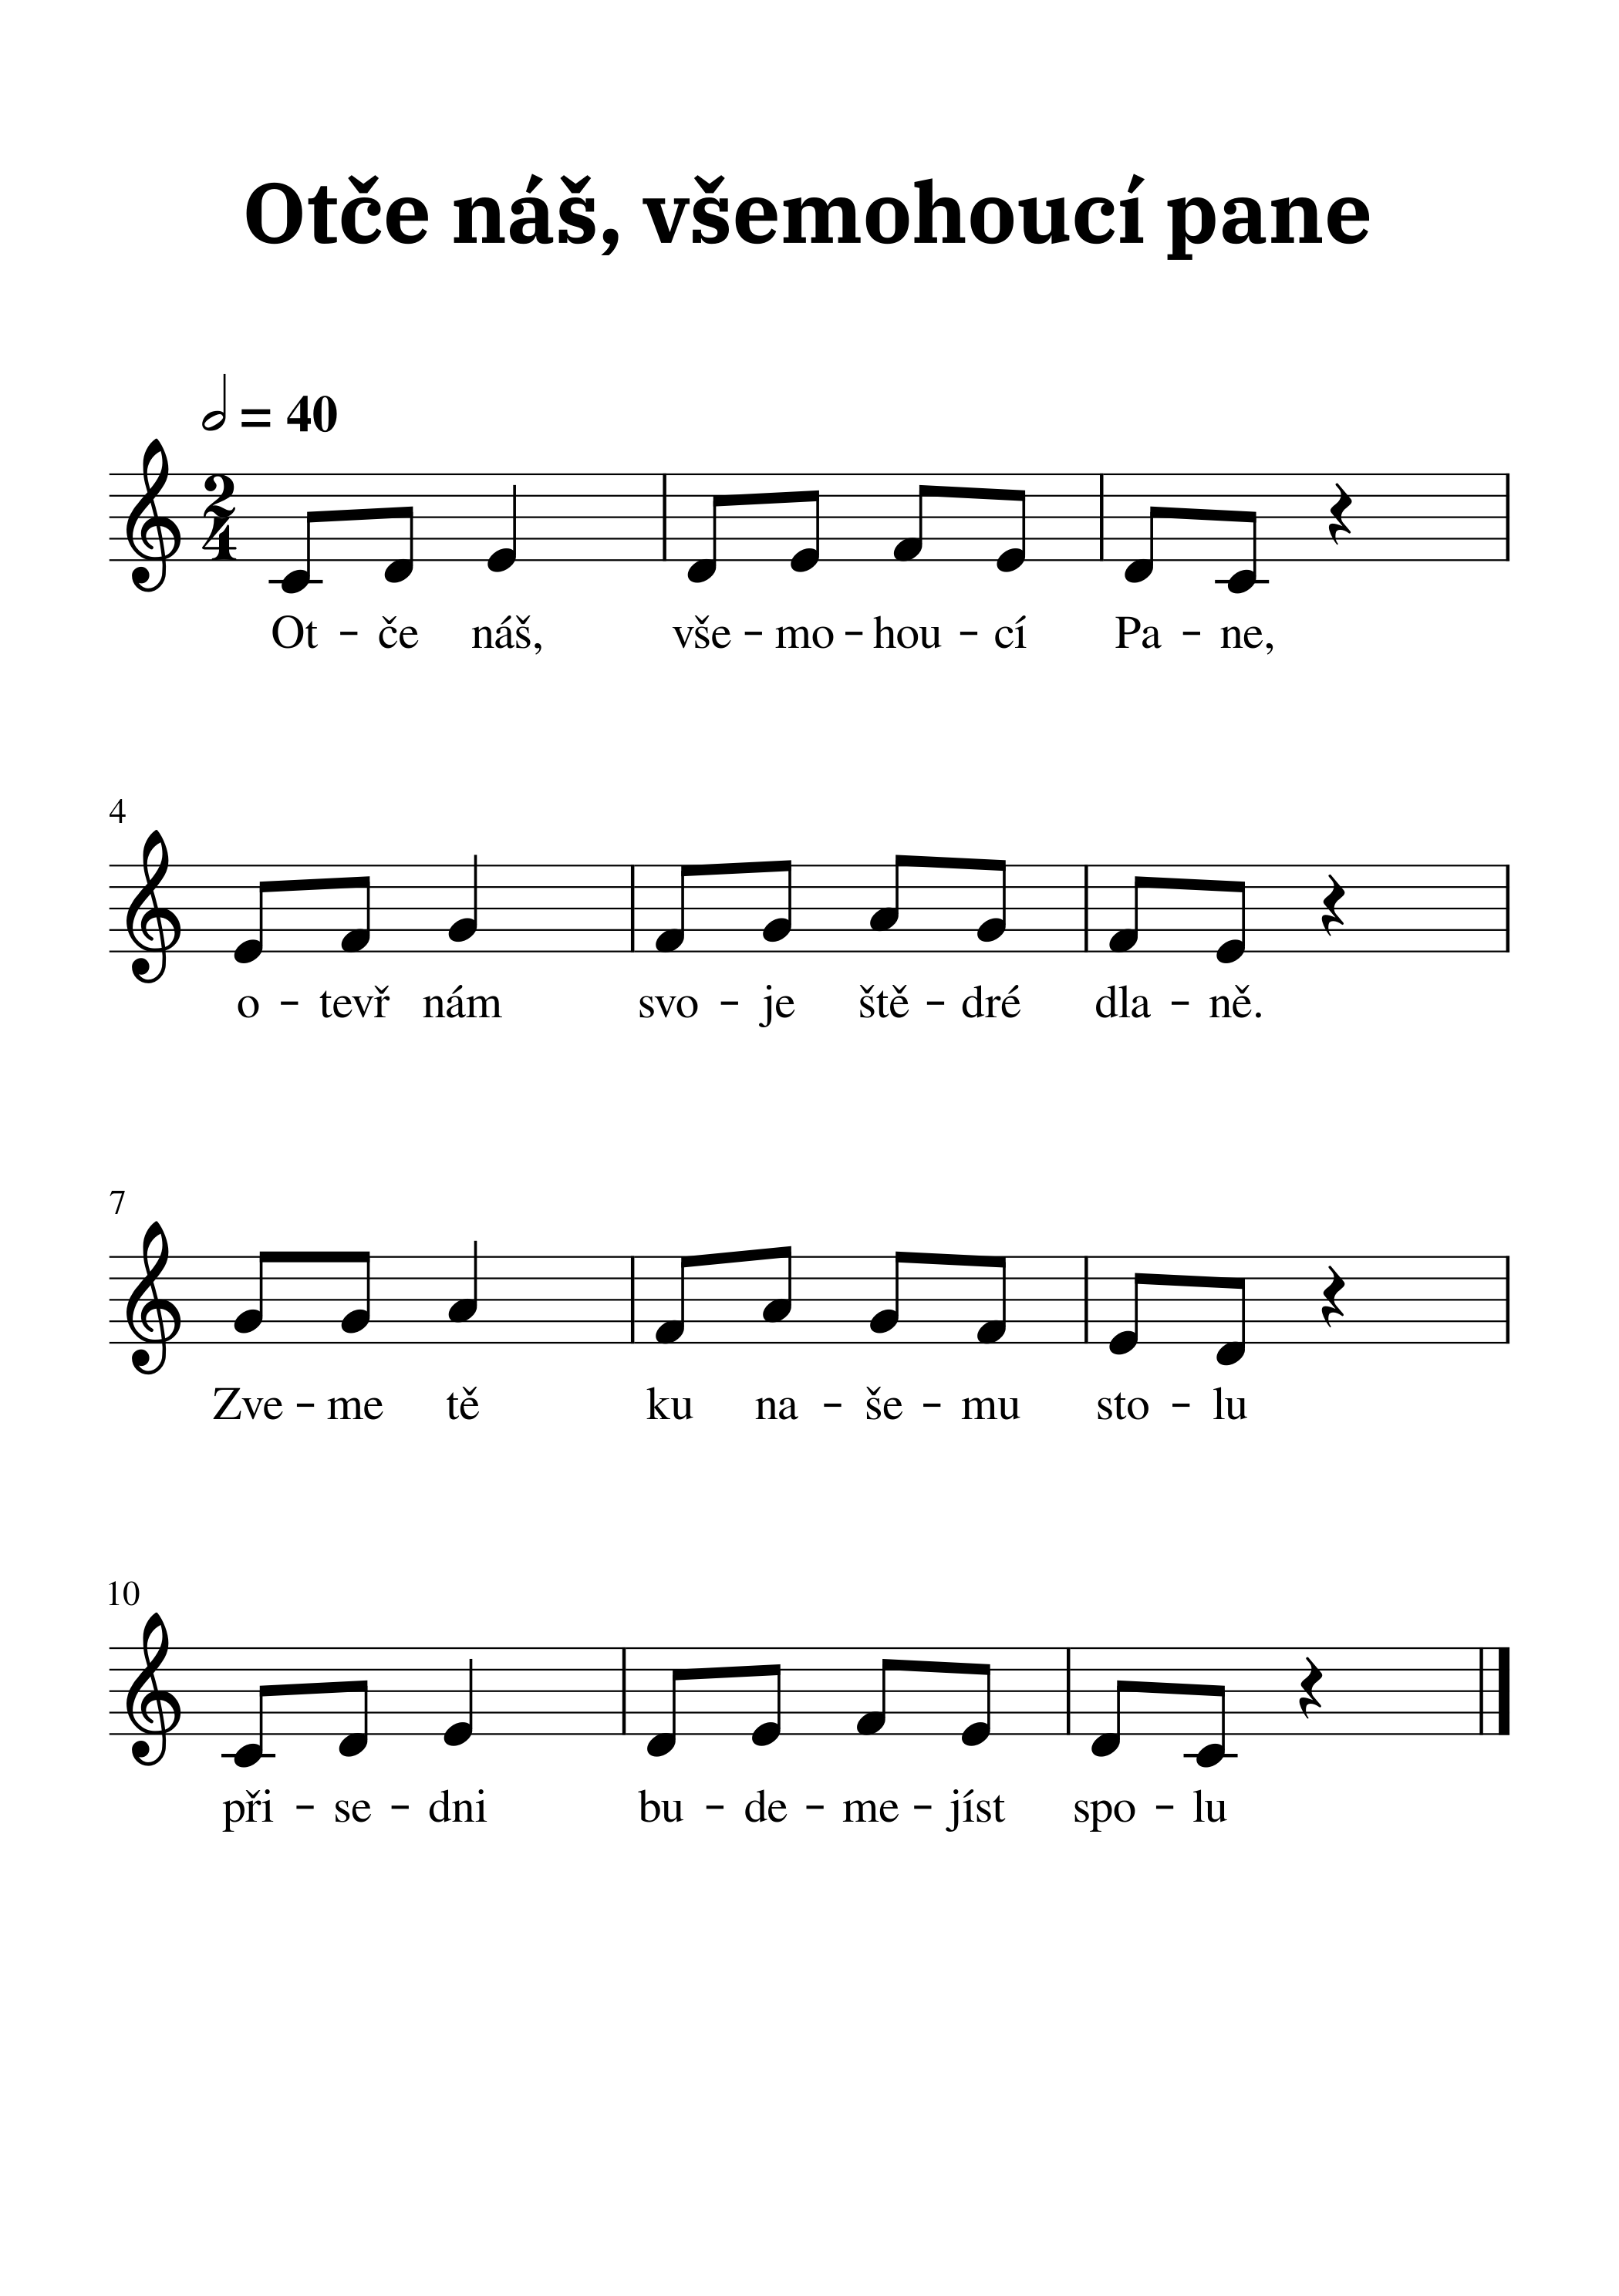 Otče náš, všemohoucí pane
= 40
2
4
Ot - če náš, vše - mo - hou - cí Pa - ne,
4
o - tevř nám svo - je ště - dré dla - ně.
7
Zve - me tě ku na - še - mu sto - lu
10
při - se - dni bu - de - me - jíst spo - lu